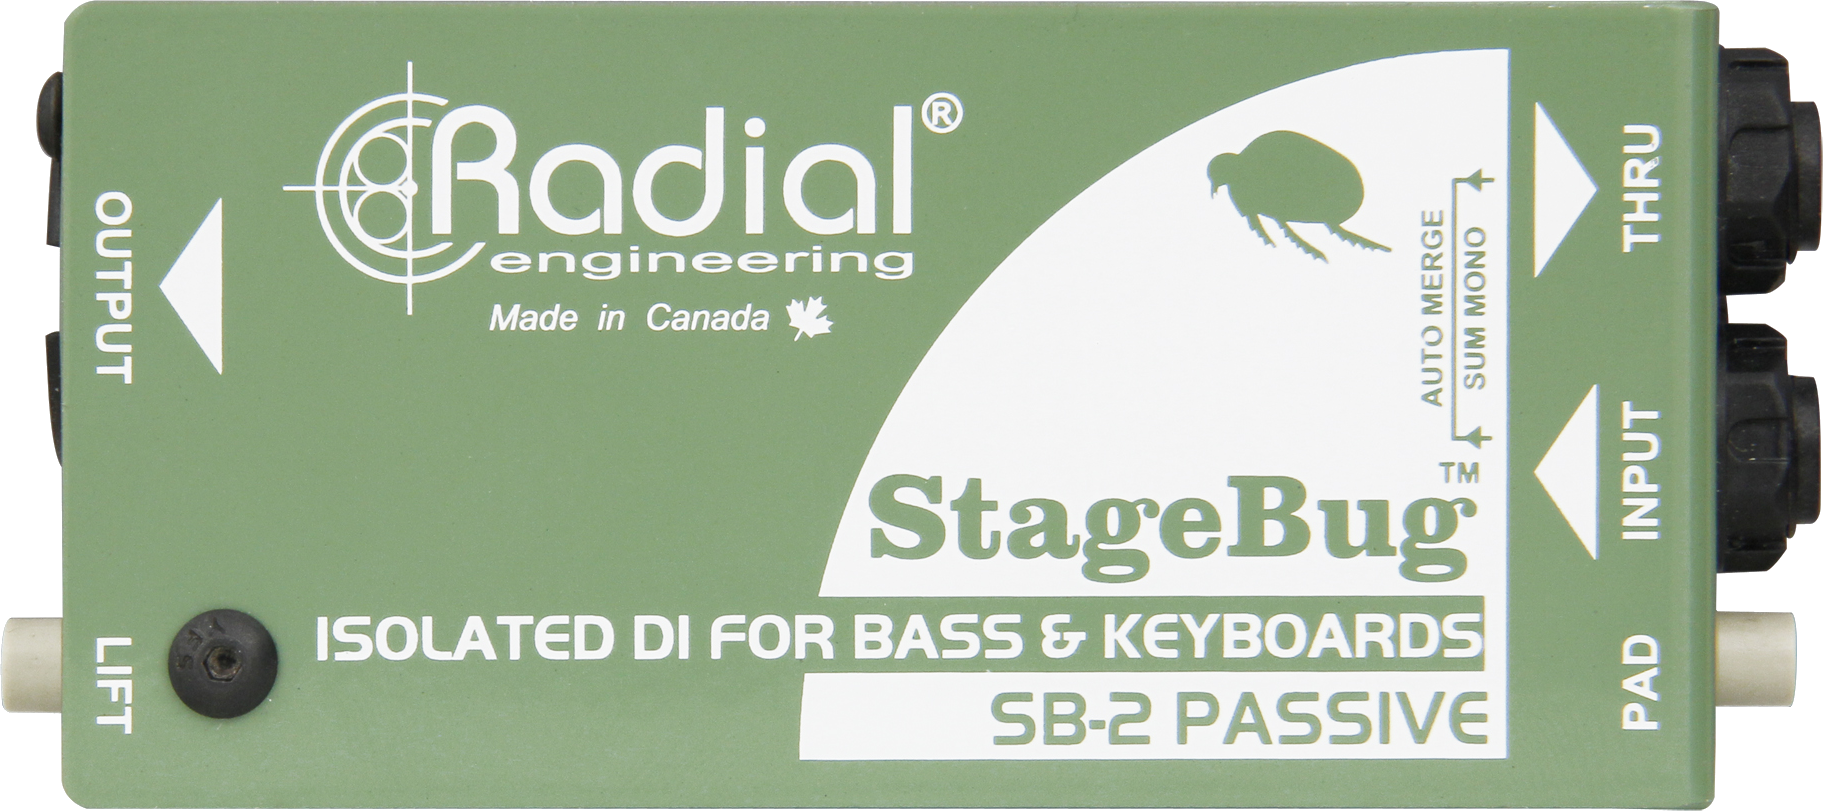 Radial®
engineering
Made in Canada
OUTPUT
LIFT
AUTO MERGE
SUM MONO
THRU
INPUT
PAD
StageBug™
ISOLATED DI FOR BASS & KEYBOARDS
SB-2 PASSIVE